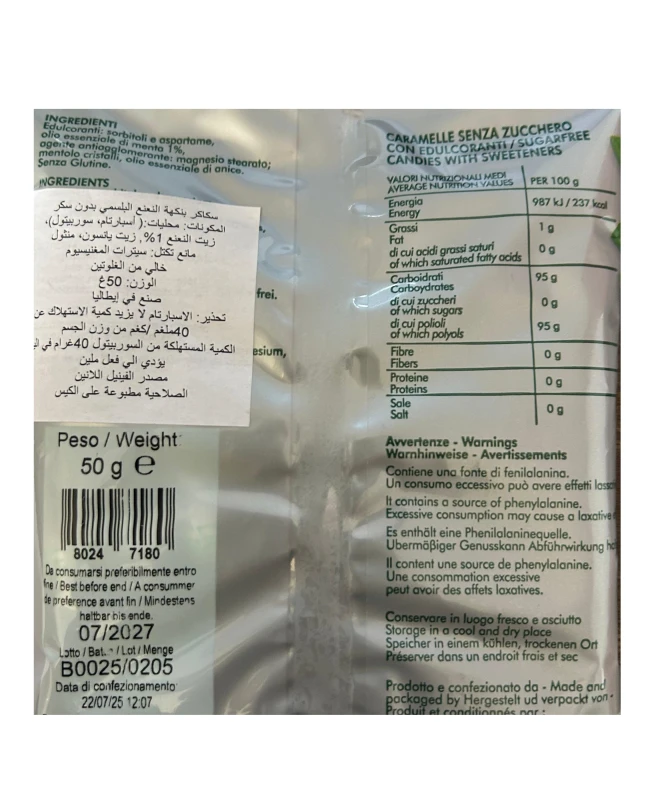 INGREDIENTI
Edulcoranti: sorbitolo e aspartame,
olio essenziale di menta 1%,
agente antiagglomerante: magnesio stearato;
mentolo cristalli, olio essenziale di anice.
Senza Glutine.
INGREDIENTS
سكاكر بنكهة النعنع البلسمي بدون سكر
المكونات: محليات:( أسبارتام، سوربيتول)،
زيت النعنع 1%, زيت يانسون، منثول
مانع تكتل: سيترات المغنيسيوم
خالي من الغلوتين
الوزن: 50غ
صنع في إيطاليا
تحذير: الاسبارتام لا يزيد كمية الاستهلاك عن
40ملغم /كغم من وزن الجسم
الكمية المستهلكة من السوربيتول 40غرام في
يؤدي الى فعل ملين
مصدر الفينيل اللانين
الصلاحية مطبوعة على الكيس
frei.
esium,
Peso / Weight
50 g e
8024 7180
Da consumarsi preferibilmente entro
fine / Best before end / A consummer
de preference avant fin / Mindestens
haltbar bis ende.
07/2027
Lotto / Bat. / Lot / Menge
B0025/0205
Data di confezionamento
22/07/25 12:07
CARAMELLE SENZA ZUCCHERO
CON EDULCORANTI / SUGARFREE
CANDIES WITH SWEETENERS
VALORI NUTRIZIONALI MEDI
AVERAGE NUTRITION VALUES PER 100 g
Energia
Energy 987 kJ / 237 kcal
Grassi 1 g
Fat
di cui acidi grassi saturi 0 g
of which saturated fatty acids
Carboidrati 95 g
Carboydrates
di cui zuccheri 0 g
of which sugars
di cui polioli 95 g
of which polyols
Fibre 0 g
Fibers
Proteine 0 g
Proteins
Sale 0 g
Salt
Avvertenze - Warnings
Warnhinweise - Avertissements
Contiene una fonte di fenilalanina.
Un consumo eccessivo può avere effetti
It contains a source of phenylalanine.
Excessive consumption may cause a laxative
Es enthält eine Phenilalaninequelle.
Übermäßiger Genusskann Abführwirkung
Il content une source de phenylalanine.
Une consommation excessive
peut avoir des affets laxatives.
Conservare in luogo fresco e asciutto
Storage in a cool and dry place
Speicher in einem kühlen, trockenen Ort
Préserver dans un endroit frais et sec
Prodotto e confezionato da - Made and
packaged by Hergestelt ud verpackt von -
Produit et conditionnés par :